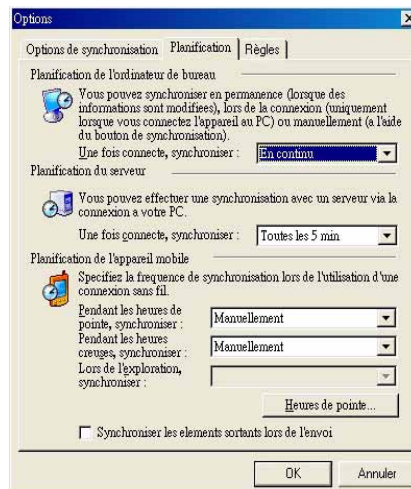 Options
Options de synchronisation Planification Règles
Planification de l'ordinateur de bureau
Vous pouvez synchroniser en permanence (lorsque des
informations sont modifiees), lors de la connexion (uniquement
lorsque vous connectez l'appareil au PC) ou manuellement (a l'aide
du bouton de synchronisation).
Une fois connecte, synchroniser : En continu
Planification du serveur
Vous pouvez effectuer une synchronisation avec un serveur via la
connexion a votre PC.
Une fois connecte, synchroniser : Toutes les 5 min
Planification de l'appareil mobile
Specifiez la frequence de synchronisation lors de l'utilisation d'une
connexion sans fil.
Pendant les heures de
pointe, synchroniser : Manuellement
Pendant les heures
creuses, synchroniser : Manuellement
Lors de l'exploration,
synchroniser :
Heures de pointe...
Synchroniser les elements sortants lors de l'envoi
OK Annuler